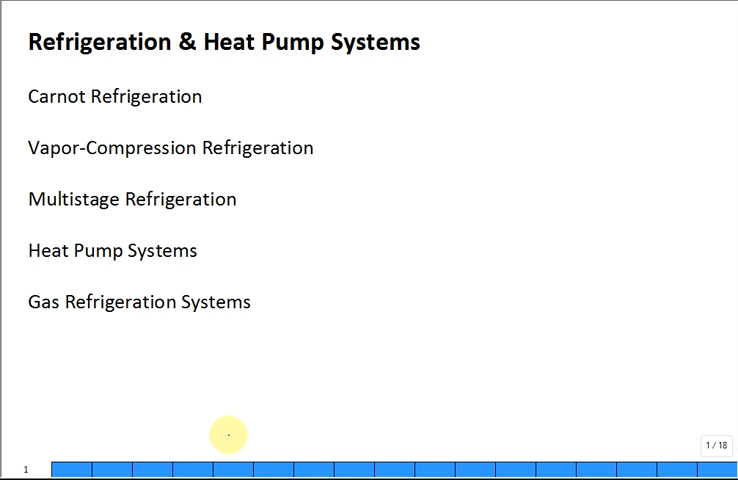 Refrigeration & Heat Pump Systems
Carnot Refrigeration
Vapor-Compression Refrigeration
Multistage Refrigeration
Heat Pump Systems
Gas Refrigeration Systems
1 / 18
1